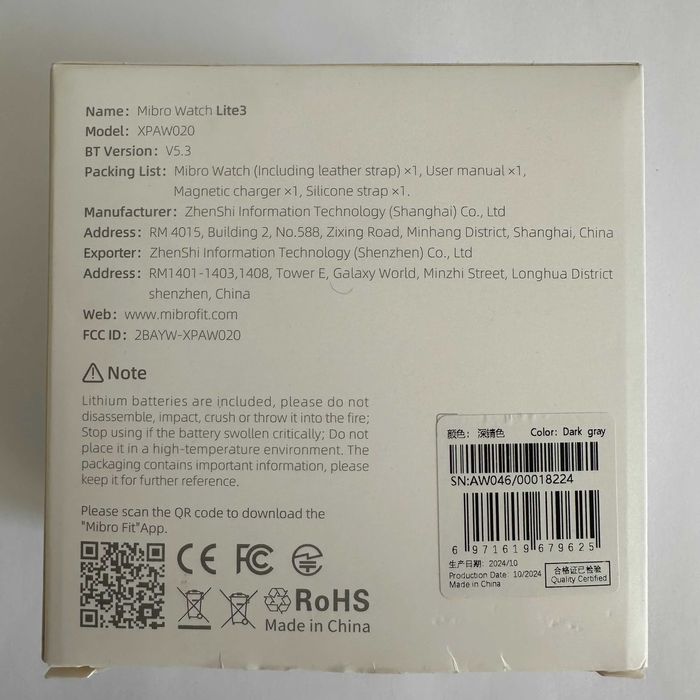 Name: Mibro Watch Lite3
Model: XPAW020
BT Version: V5.3
Packing List: Mibro Watch (Including leather strap) ×1, User manual ×1,
Magnetic charger ×1, Silicone strap ×1.
Manufacturer: ZhenShi Information Technology (Shanghai) Co., Ltd
Address: RM 4015, Building 2, No.588, Zixing Road, Minhang District, Shanghai, China
Exporter: ZhenShi Information Technology (Shenzhen) Co., Ltd
Address: RM1401-1403,1408, Tower E, Galaxy World, Minzhi Street, Longhua District
shenzhen, China
Web: www.mibrofit.com
FCC ID: 2BAYW-XPAW020
Note
Lithium batteries are included, please do not
disassemble, impact, crush or throw it into the fire;
Stop using if the battery swollen critically; Do not
place it in a high-temperature environment. The
packaging contains important information, please
keep it for further reference.
Please scan the QR code to download the
"Mibro Fit"App.
CE FC
RoHS
Made in China
颜色: 深锖色 Color: Dark gray
SN:AW046/00018224
6 971619 679625
生产日期: 2024/10
Production Date: 10/2024
Made in China
合格证已检验
Quality Certified